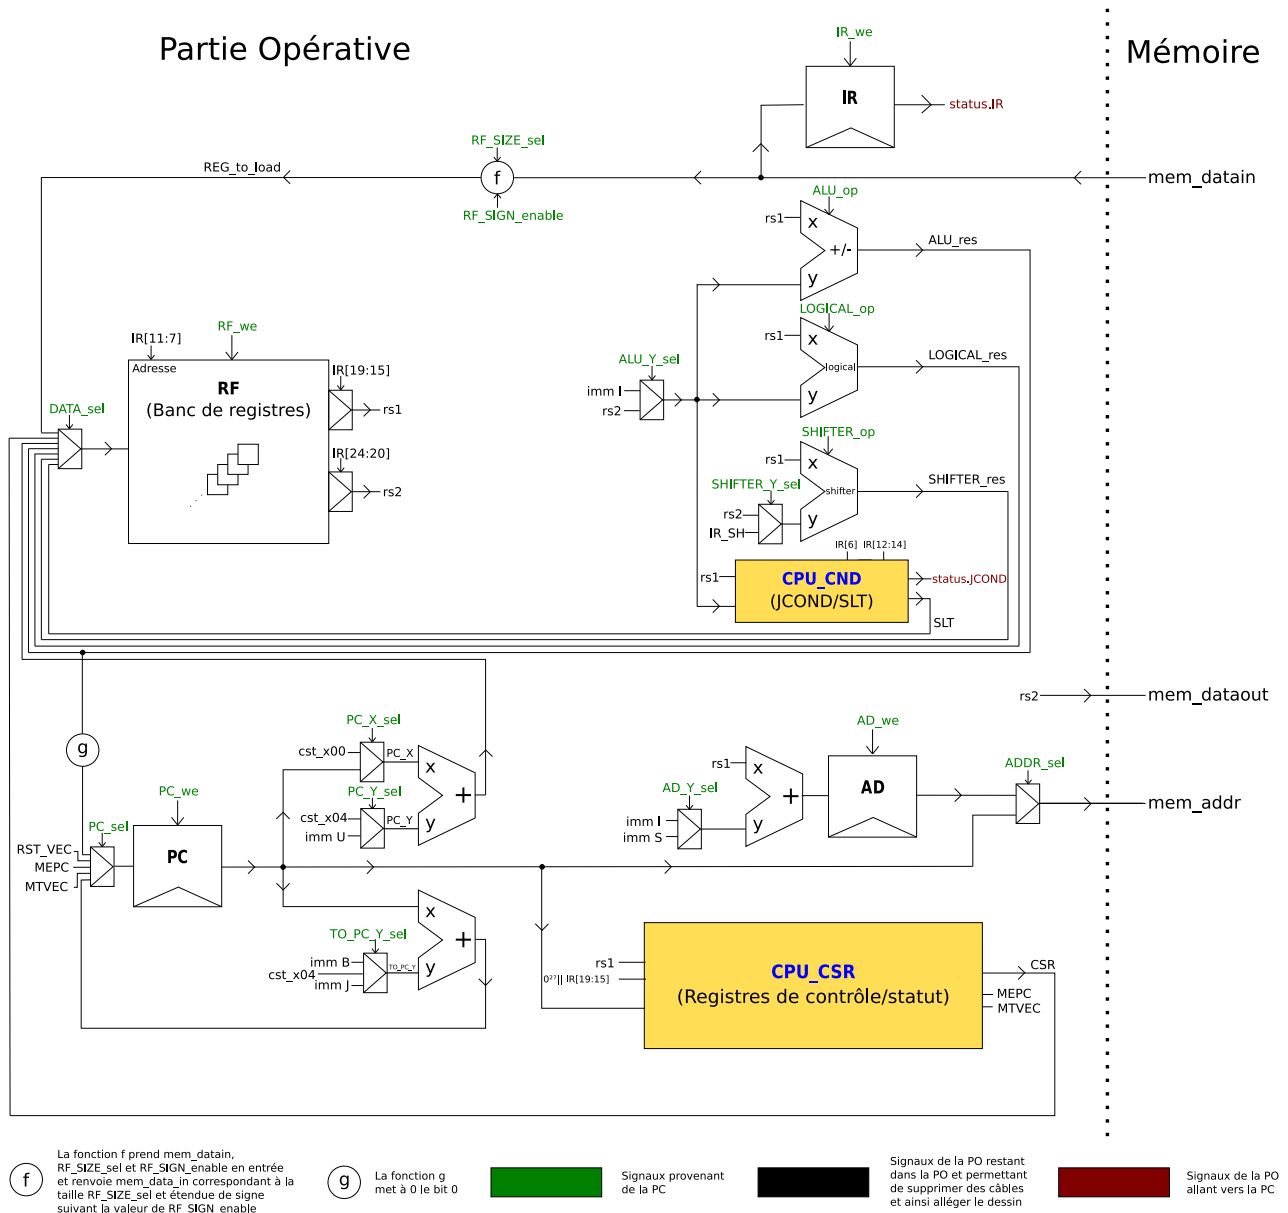 Partie Opérative
Mémoire
IR_we
IR
status.IR
RF_SIZE_sel
REG_to_load
f
mem_datain
RF_SIGN_enable
ALU_op
rs1
x
+/-
y
ALU_res
LOGICAL_op
rs1
x
logical
y
LOGICAL_res
IR[11:7]
RF_we
Adresse
RF
(Banc de registres)
IR[19:15]
rs1
IR[24:20]
rs2
DATA_sel
ALU_Y_sel
imm I
rs2
SHIFTER_op
rs1
x
shifter
y
SHIFTER_res
SHIFTER_Y_sel
rs2
IR_SH
IR[6]
IR[12:14]
rs1
CPU_CND
(JCOND/SLT)
status.JCOND
SLT
rs2
mem_dataout
g
PC_X_sel
cst_x00
PC_X
x
+
y
PC_Y_sel
cst_x04
PC_Y
imm U
AD_we
rs1
x
+
y
AD
AD_Y_sel
imm I
imm S
ADDR_sel
mem_addr
PC_we
PC_sel
RST_VEC
MEPC
MTVEC
PC
x
+
y
TO_PC_Y_sel
imm B
cst_x04
imm J
TO_PC_Y
rs1
0²⁷|| IR[19:15]
CPU_CSR
(Registres de contrôle/statut)
CSR
MEPC
MTVEC
f
La fonction f prend mem_datain,
RF_SIZE_sel et RF_SIGN_enable en entrée
et renvoie mem_data_in correspondant à la
taille RF_SIZE_sel et étendue de signe
suivant la valeur de RF_SIGN_enable
g
La fonction g
met à 0 le bit 0
Signaux provenant
de la PC
Signaux de la PO restant
dans la PO et permettant
de supprimer des câbles
et ainsi alléger le dessin
Signaux de la PO
allant vers la PC